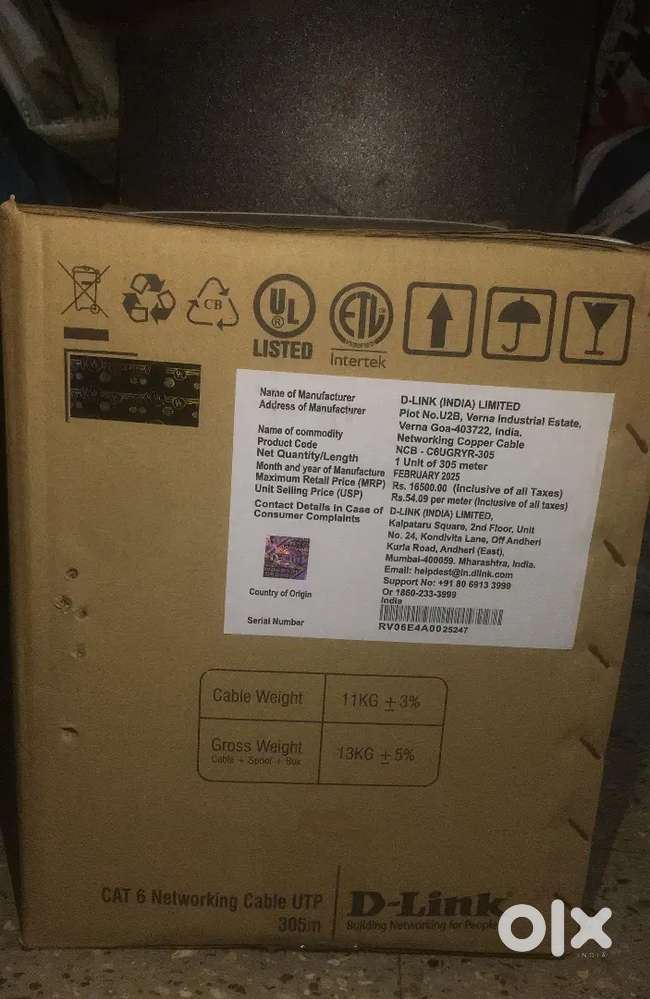 CB
UL
®
LISTED
ETL
VERIFIED
Intertek
Name of Manufacturer D-LINK (INDIA) LIMITED
Address of Manufacturer Plot No.U2B, Verna Industrial Estate,
Verna Goa-403722, India.
Name of commodity Networking Copper Cable
Product Code NCB - C6UGRYR-305
Net Quantity/Length 1 Unit of 305 meter
Month and year of Manufacture FEBRUARY 2025
Maximum Retail Price (MRP) Rs. 16500.00 (Inclusive of all Taxes)
Unit Selling Price (USP) Rs.54.09 per meter (Inclusive of all taxes)
Contact Details in Case of D-LINK (INDIA) LIMITED,
Consumer Complaints Kalpataru Square, 2nd Floor, Unit
No. 24, Kondivita Lane, Off Andheri
Kurla Road, Andheri (East),
Mumbai-400059. Mharashtra, India.
Email: helpdest@in.dlink.com
Support No: +91 80 6913 3999
Or 1860-233-3999
Country of Origin India
Serial Number RV06E4A0025247
Cable Weight 11KG ±3%
Gross Weight 13KG ±5%
Cable + Spool + Box
CAT 6 Networking Cable UTP
305m
D-Link
Building Networking for People
olx
INDIA